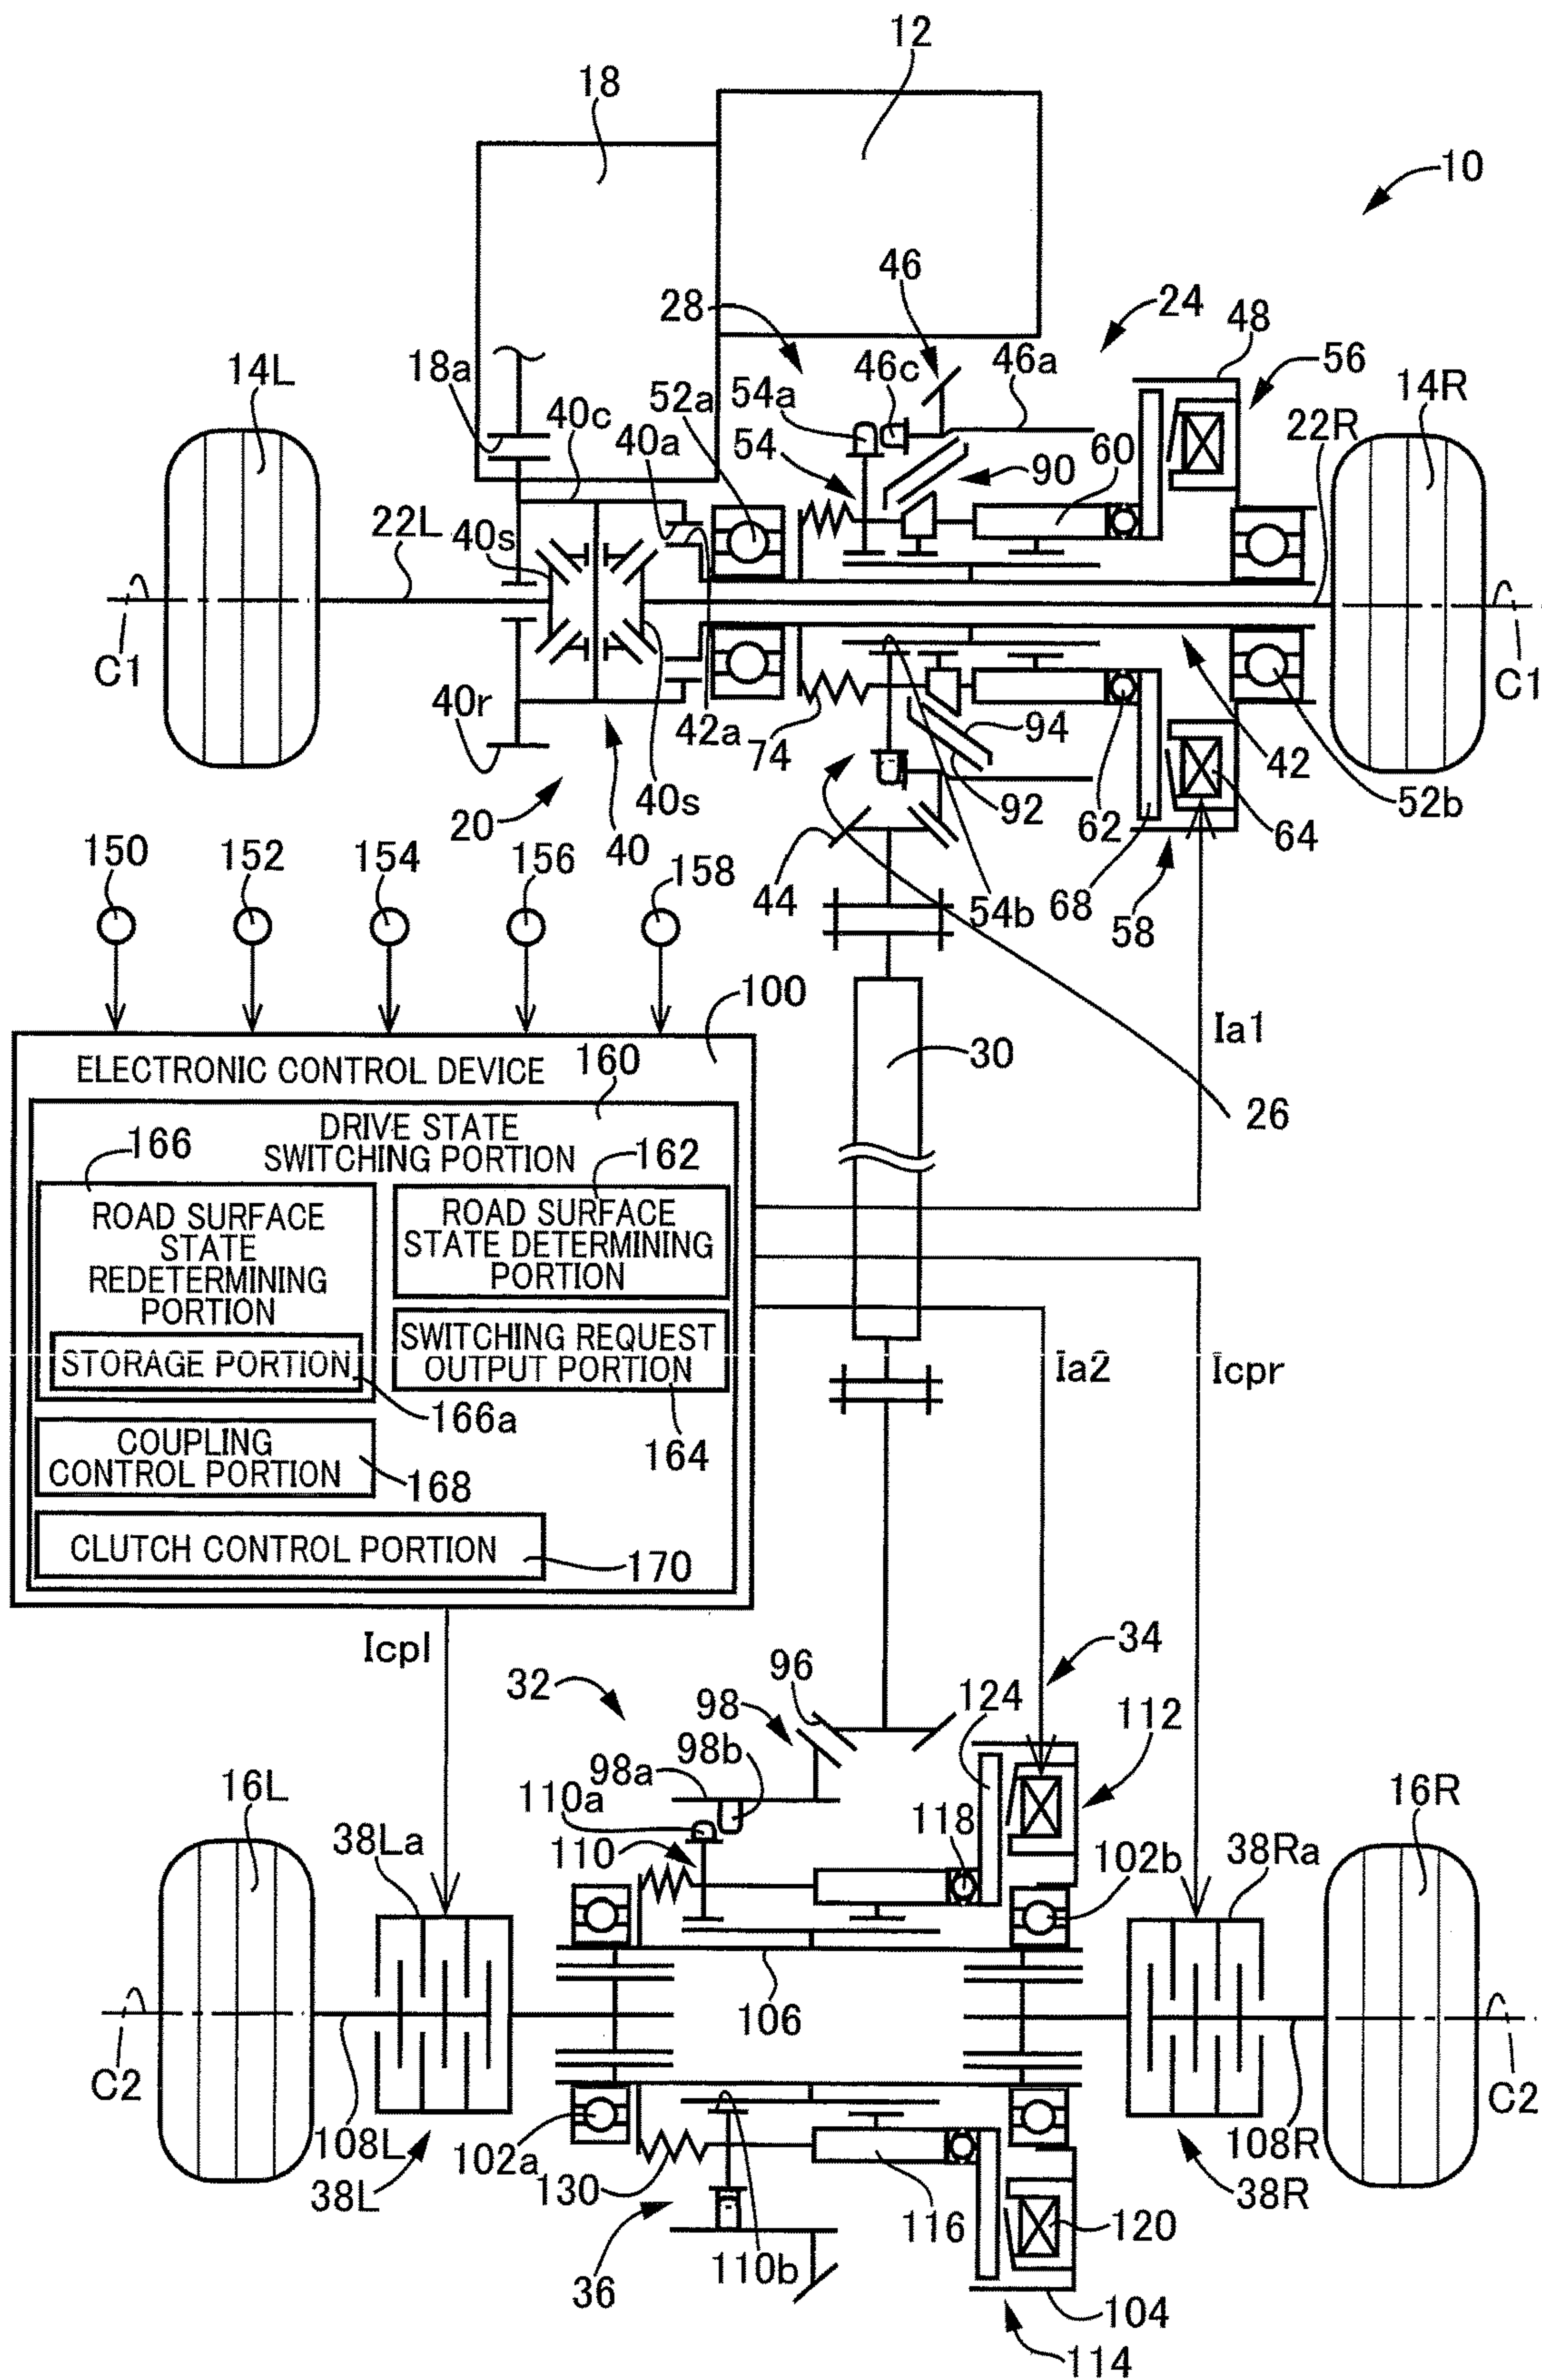 12
18
10
46
28
24
48
18a
14L
46c
46a
56
54a
52a
14R
40c
40a
54
22R
60
90
22L
40s
C1
C1
40r
42a
74
94
42
20
40
40s
92
62
64
52b
150
152
154
156
158
44
54b
68
58
100
Ia1
30
26
ELECTRONIC CONTROL DEVICE
160
DRIVE STATE
SWITCHING PORTION
166
162
ROAD SURFACE
STATE
REDETERMINING
PORTION
ROAD SURFACE
STATE DETERMINING
PORTION
STORAGE PORTION
166a
SWITCHING REQUEST
OUTPUT PORTION
164
Ia2
Icpr
COUPLING
CONTROL PORTION
168
CLUTCH CONTROL PORTION
170
Icpl
34
32
96
98
124
112
98b
98a
110a
16L
16R
118
38La
110
102b
38Ra
106
C2
C2
108L
102a
108R
38L
130
38R
116
120
36
110b
104
114